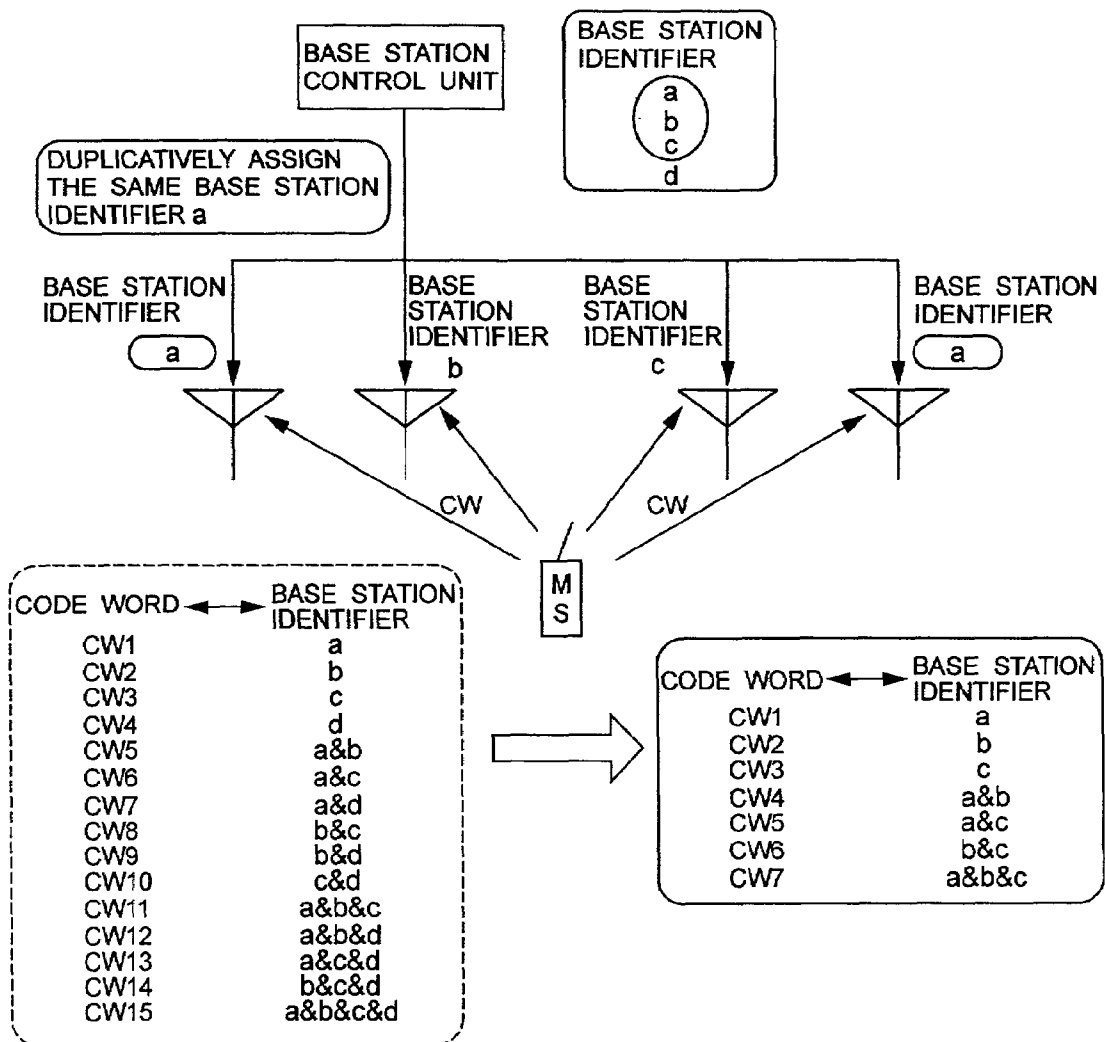 BASE STATION
CONTROL UNIT
BASE STATION
IDENTIFIER
a
b
c
d
DUPLICATIVELY ASSIGN
THE SAME BASE STATION
IDENTIFIER a
BASE STATION
IDENTIFIER
a
BASE
STATION
IDENTIFIER
b
BASE
STATION
IDENTIFIER
c
BASE STATION
IDENTIFIER
a
CW
CW
M
S
CODE WORD BASE STATION
IDENTIFIER
CW1 a
CW2 b
CW3 c
CW4 d
CW5 a&b
CW6 a&c
CW7 a&d
CW8 b&c
CW9 b&d
CW10 c&d
CW11 a&b&c
CW12 a&b&d
CW13 a&c&d
CW14 b&c&d
CW15 a&b&c&d
CODE WORD BASE STATION
IDENTIFIER
CW1 a
CW2 b
CW3 c
CW4 a&b
CW5 a&c
CW6 b&c
CW7 a&b&c